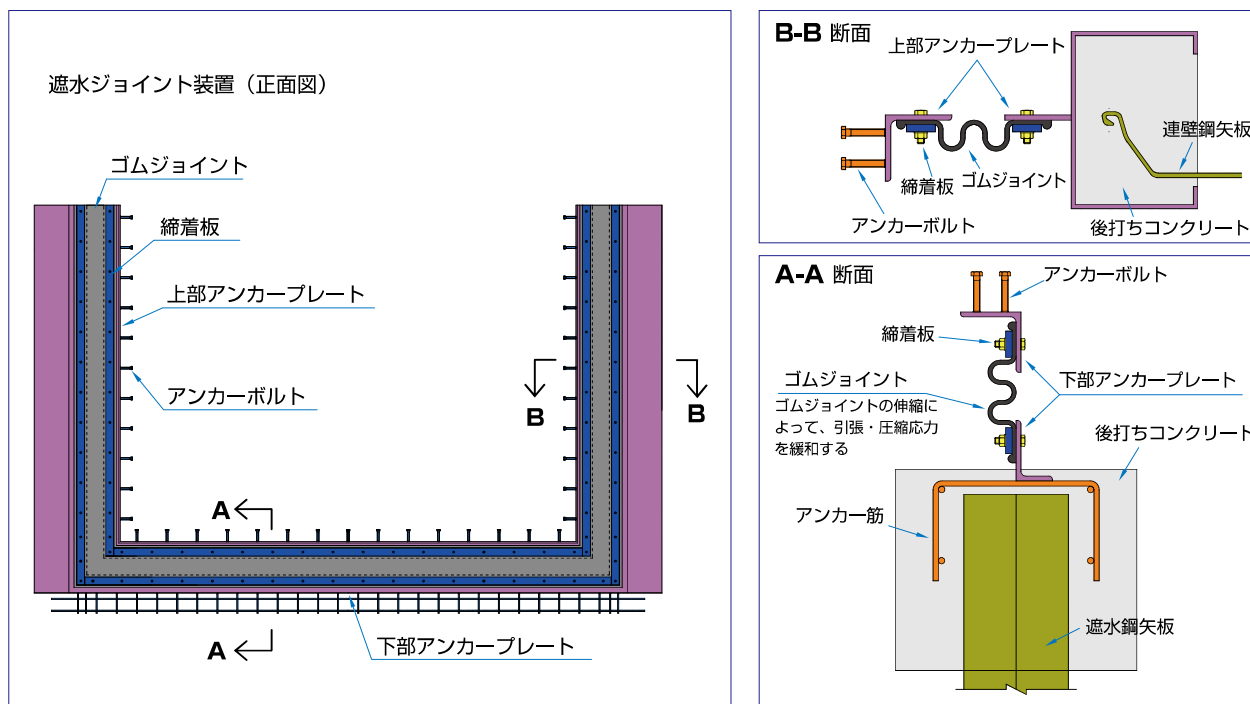 遮水ジョイント装置（正面図）
ゴムジョイント
締着板
上部アンカープレート
アンカーボルト
B
B
A
A
下部アンカープレート
B-B 断面
上部アンカープレート
連壁鋼矢板
締着板
ゴムジョイント
アンカーボルト
後打ちコンクリート
A-A 断面
アンカーボルト
締着板
ゴムジョイント
ゴムジョイントの伸縮に
よって、引張・圧縮応力
を緩和する
下部アンカープレート
後打ちコンクリート
アンカー筋
遮水鋼矢板